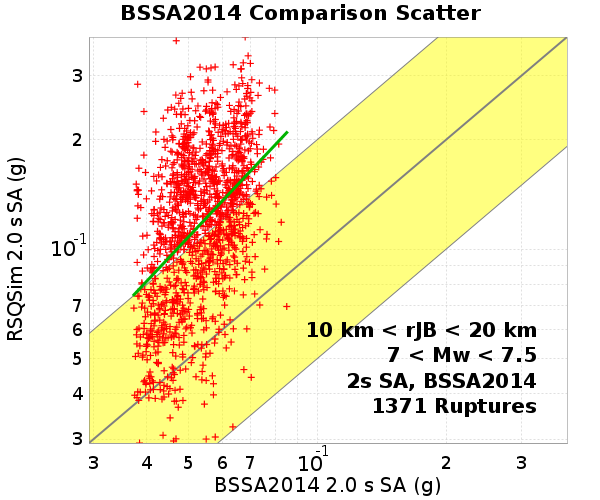 BSSA2014 Comparison Scatter
RSQSim 2.0 s SA (g)
3
2
10-1
7
6
5
4
3
10 km < rJB < 20 km
7 < Mw < 7.5
2s SA, BSSA2014
1371 Ruptures
3 4 5 6 7 10-1 2 3
BSSA2014 2.0 s SA (g)